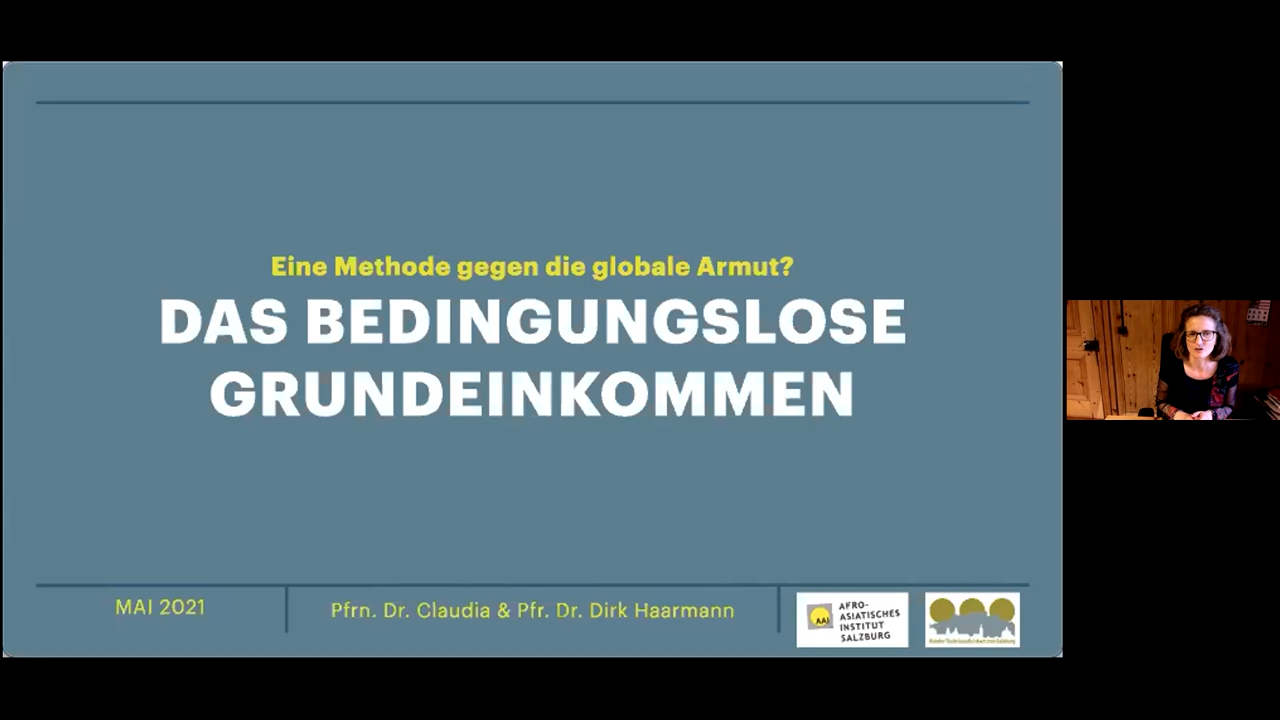 Eine Methode gegen die globale Armut?
DAS BEDINGUNGSLOSE
GRUNDEINKOMMEN
MAI 2021
Pfrn. Dr. Claudia & Pfr. Dr. Dirk Haarmann
AAI
AFRO-
ASIATISCHES
INSTITUT
SALZBURG